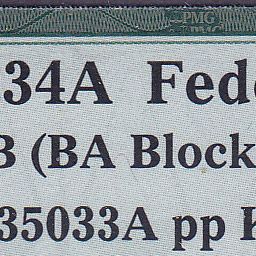 PMG
34A Fede
B (BA Block
35033A pp K